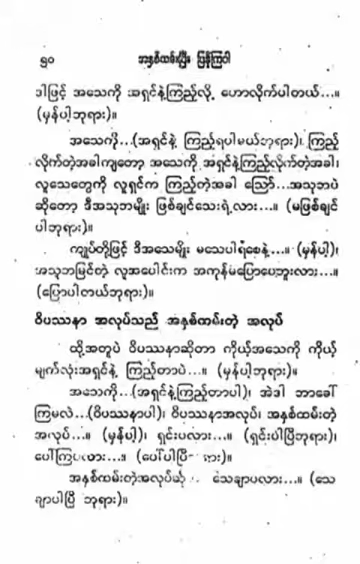 ၅၀ အနှစ်ထမ်းပြီး ပြန်ကြပါ
ဒါဖြင့် အသေကို အရှင်နဲ့ကြည့်လို့ ဟောလိုက်ပါတယ်...။
(မှန်ပါ့ဘုရား)။
အသေကို...(အရှင်နဲ့ ကြည့်ရပါမယ်ဘုရား)၊ ကြည့်
လိုက်တဲ့အခါကျတော့ အသေကို အရှင်နဲ့ကြည့်လိုက်တဲ့အခါ၊
လူသေတွေကို လူရှင်က ကြည့်တဲ့အခါ ဩော်...အသုဘပဲ
ဆိုတော့ ဒီအသုဘမျိုး ဖြစ်ချင်သေးရဲ့လား...။ (မဖြစ်ချင်
ပါဘုရား)။
ကျုပ်တို့ဖြင့် ဒီအသေမျိုး မသေပါရစေနဲ့...။ (မှန်ပါ့)၊
အသုဘမြင်တဲ့ လူအပေါင်းက အကုန်မပြောပေဘူးလား...။
(ပြောပါတယ်ဘုရား)။
ဝိပဿနာ အလုပ်သည် အနှစ်ထမ်းတဲ့ အလုပ်
ထို့အတူပဲ ဝိပဿနာဆိုတာ ကိုယ့်အသေကို ကိုယ့်
မျက်လုံးအရှင်နဲ့ ကြည့်တာပဲ...။ (မှန်ပါ့ဘုရား)။
အသေကို...(အရှင်နဲ့ကြည့်တာပါ)၊ အဲဒါ ဘာခေါ်
ကြမလဲ...(ဝိပဿနာပါ)၊ ဝိပဿနာအလုပ်၊ အနှစ်ထမ်းတဲ့
အလုပ်...။ (မှန်ပါ့)၊ ရှင်းပလား...။ (ရှင်းပါပြီဘုရား)၊
ပေါ်ကြပလား...။ (ပေါ်ပါပြီ
အနှစ်ထမ်းတဲ့အလုပ်ဆို သေချာပလား...။ (သေ
ချာပါပြီ ဘုရား)။